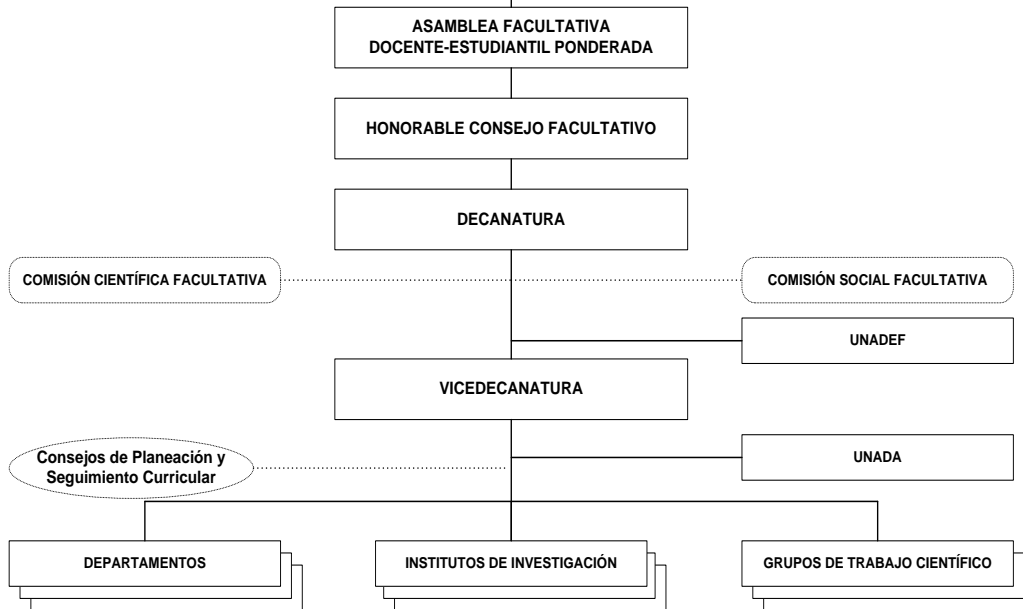 ASAMBLEA FACULTATIVA
DOCENTE-ESTUDIANTIL PONDERADA
HONORABLE CONSEJO FACULTATIVO
DECANATURA
COMISIÓN CIENTÍFICA FACULTATIVA
COMISIÓN SOCIAL FACULTATIVA
UNADEF
VICEDECANATURA
Consejos de Planeación y
Seguimiento Curricular
UNADA
DEPARTAMENTOS
INSTITUTOS DE INVESTIGACIÓN
GRUPOS DE TRABAJO CIENTÍFICO